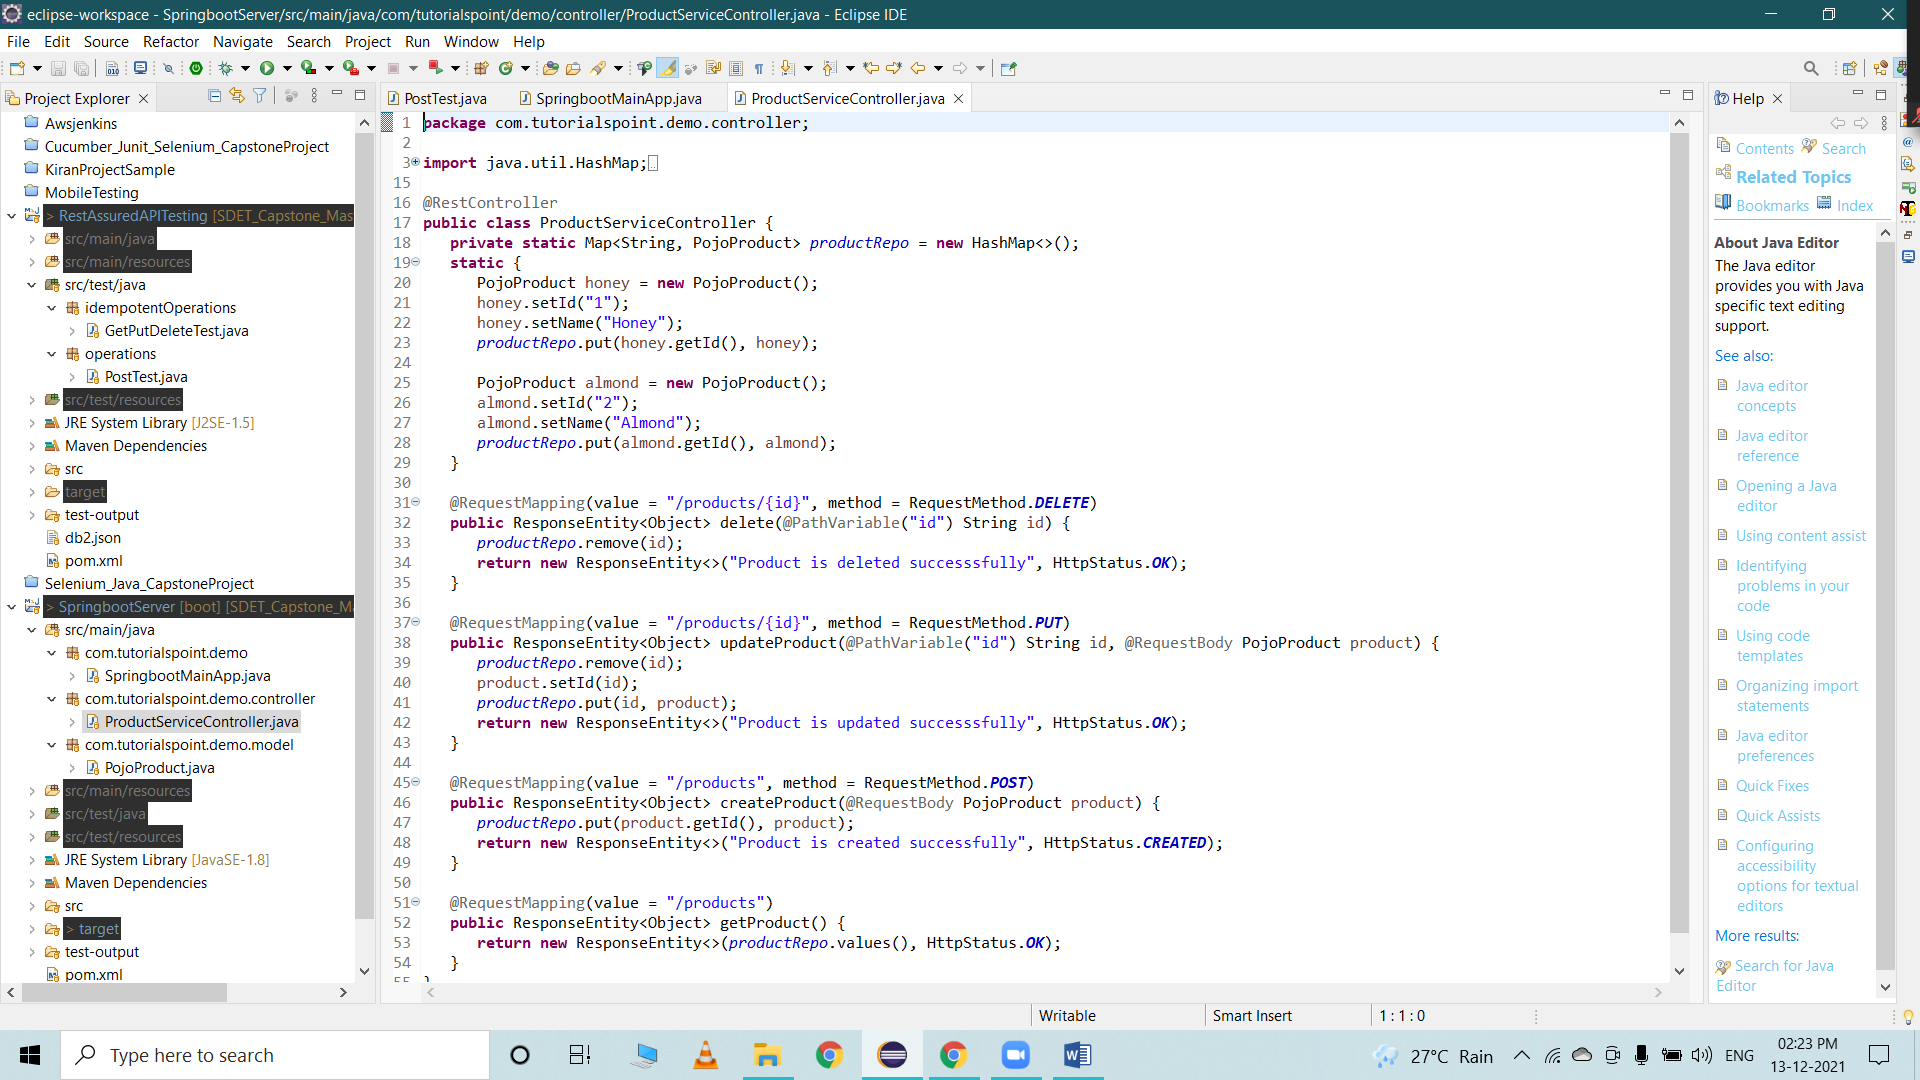 eclipse-workspace - SpringbootServer/src/main/java/com/tutorialspoint/demo/controller/ProductServiceController.java - Eclipse IDE
File Edit Source Refactor Navigate Search Project Run Window Help
Project Explorer
Awsjenkins
Cucumber_Junit_Selenium_CapstoneProject
KiranProjectSample
MobileTesting
> RestAssuredAPITesting [SDET_Capstone_Mas
src/main/java
src/main/resources
src/test/java
idempotentOperations
GetPutDeleteTest.java
operations
PostTest.java
src/test/resources
JRE System Library [J2SE-1.5]
Maven Dependencies
src
target
test-output
db2.json
pom.xml
Selenium_Java_CapstoneProject
> SpringbootServer [boot] [SDET_Capstone_Ma
src/main/java
com.tutorialspoint.demo
SpringbootMainApp.java
com.tutorialspoint.demo.controller
ProductServiceController.java
com.tutorialspoint.demo.model
PojoProduct.java
src/main/resources
src/test/java
src/test/resources
JRE System Library [JavaSE-1.8]
Maven Dependencies
src
> target
test-output
pom.xml
PostTest.java SpringbootMainApp.java ProductServiceController.java
1 package com.tutorialspoint.demo.controller;
2
3 import java.util.HashMap;
15
16 @RestController
17 public class ProductServiceController {
18 private static Map<String, PojoProduct> productRepo = new HashMap<>();
19 static {
20 PojoProduct honey = new PojoProduct();
21 honey.setId("1");
22 honey.setName("Honey");
23 productRepo.put(honey.getId(), honey);
24
25 PojoProduct almond = new PojoProduct();
26 almond.setId("2");
27 almond.setName("Almond");
28 productRepo.put(almond.getId(), almond);
29 }
30
31 @RequestMapping(value = "/products/{id}", method = RequestMethod.DELETE)
32 public ResponseEntity<Object> delete(@PathVariable("id") String id) {
33 productRepo.remove(id);
34 return new ResponseEntity<>("Product is deleted successsfully", HttpStatus.OK);
35 }
36
37 @RequestMapping(value = "/products/{id}", method = RequestMethod.PUT)
38 public ResponseEntity<Object> updateProduct(@PathVariable("id") String id, @RequestBody PojoProduct product) {
39 productRepo.remove(id);
40 product.setId(id);
41 productRepo.put(id, product);
42 return new ResponseEntity<>("Product is updated successsfully", HttpStatus.OK);
43 }
44
45 @RequestMapping(value = "/products", method = RequestMethod.POST)
46 public ResponseEntity<Object> createProduct(@RequestBody PojoProduct product) {
47 productRepo.put(product.getId(), product);
48 return new ResponseEntity<>("Product is created successfully", HttpStatus.CREATED);
49 }
50
51 @RequestMapping(value = "/products")
52 public ResponseEntity<Object> getProduct() {
53 return new ResponseEntity<>(productRepo.values(), HttpStatus.OK);
54 }
55 }
Help
Contents Search
Related Topics
Bookmarks Index
About Java Editor
The Java editor
provides you with Java
specific text editing
support.
See also:
Java editor
concepts
Java editor
reference
Opening a Java
editor
Using content assist
Identifying
problems in your
code
Using code
templates
Organizing import
statements
Java editor
preferences
Quick Fixes
Quick Assists
Configuring
accessibility
options for textual
editors
More results:
Search for Java
Editor
Writable Smart Insert 1 : 1 : 0
Type here to search
27°C Rain ENG
02:23 PM
13-12-2021